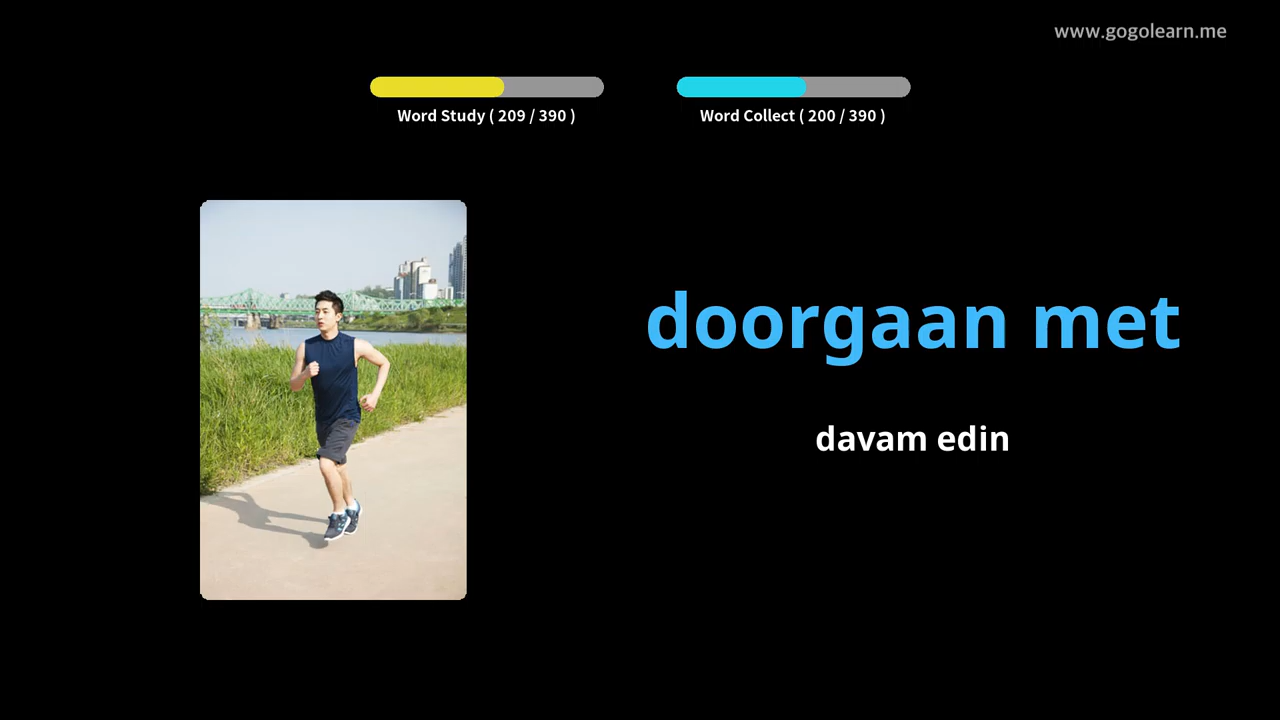 www.gogolearn.me
Word Study ( 209 / 390 )
Word Collect ( 200 / 390 )
doorgaan met
davam edin